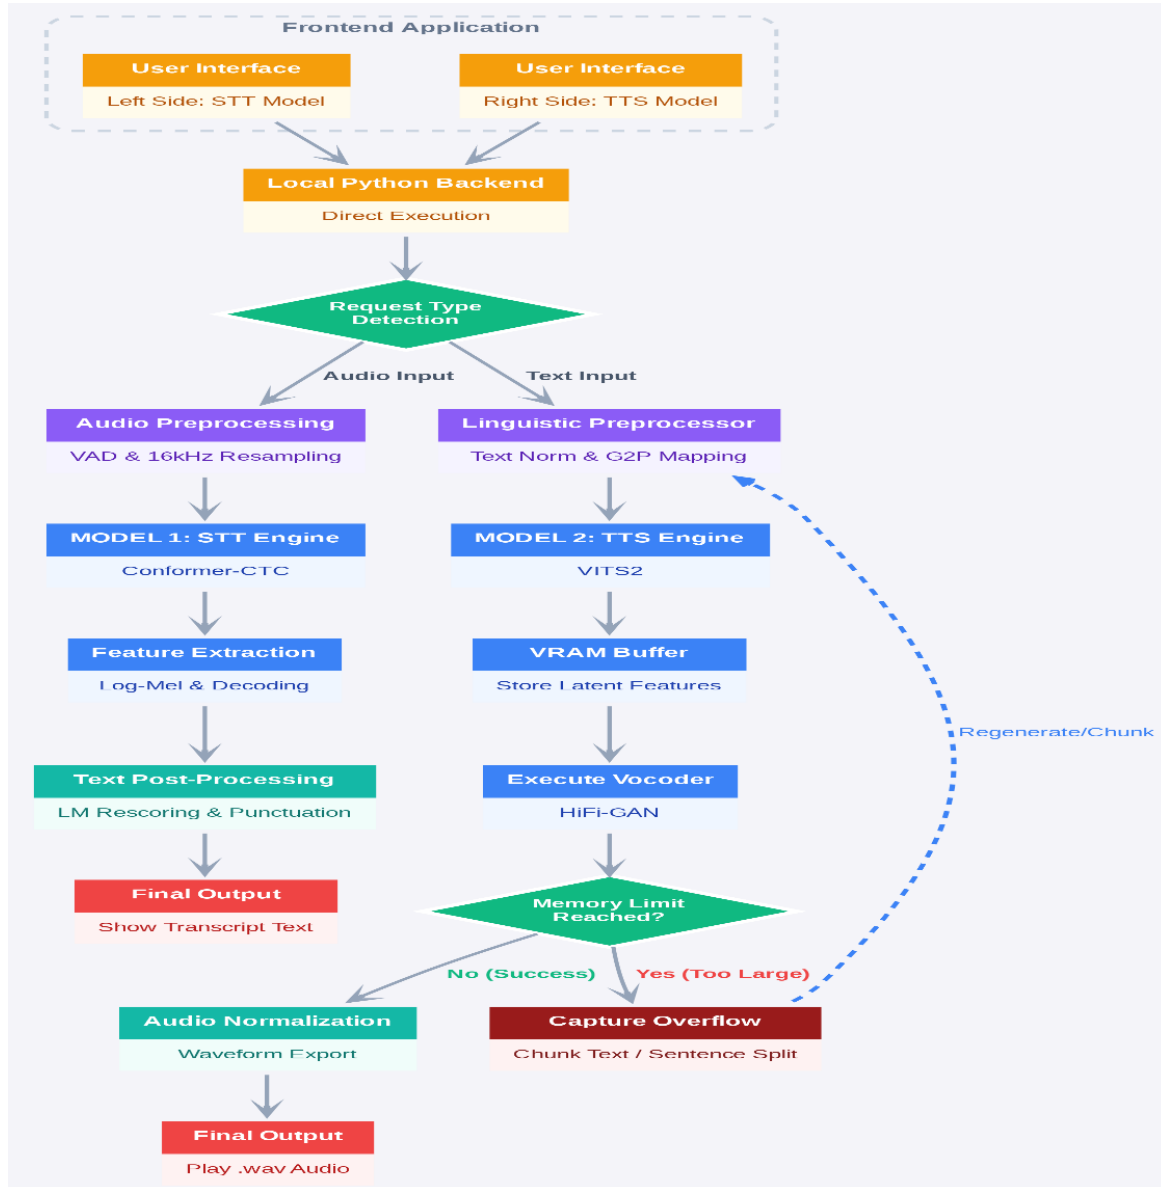 Frontend Application
User Interface
Left Side: STT Model
User Interface
Right Side: TTS Model
Local Python Backend
Direct Execution
Request Type
Detection
Audio Input
Text Input
Audio Preprocessing
VAD & 16kHz Resampling
Linguistic Preprocessor
Text Norm & G2P Mapping
MODEL 1: STT Engine
Conformer-CTC
MODEL 2: TTS Engine
VITS2
Feature Extraction
Log-Mel & Decoding
VRAM Buffer
Store Latent Features
Regenerate/Chunk
Text Post-Processing
LM Rescoring & Punctuation
Execute Vocoder
HiFi-GAN
Final Output
Show Transcript Text
Memory Limit
Reached?
No (Success)
Yes (Too Large)
Audio Normalization
Waveform Export
Capture Overflow
Chunk Text / Sentence Split
Final Output
Play .wav Audio